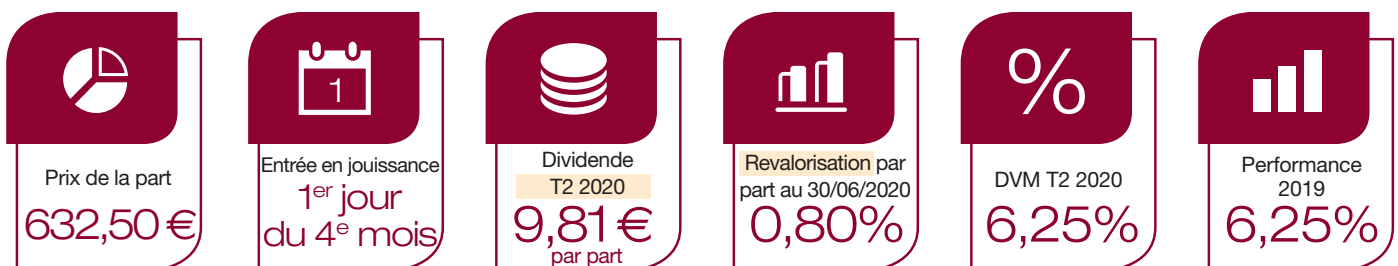 1
%
Prix de la part
632,50 €
Entrée en jouissance
1er jour
du 4e mois
Dividende
T2 2020
9,81 €
par part
Revalorisation par
part au 30/06/2020
0,80%
DVM T2 2020
6,25%
Performance
2019
6,25%